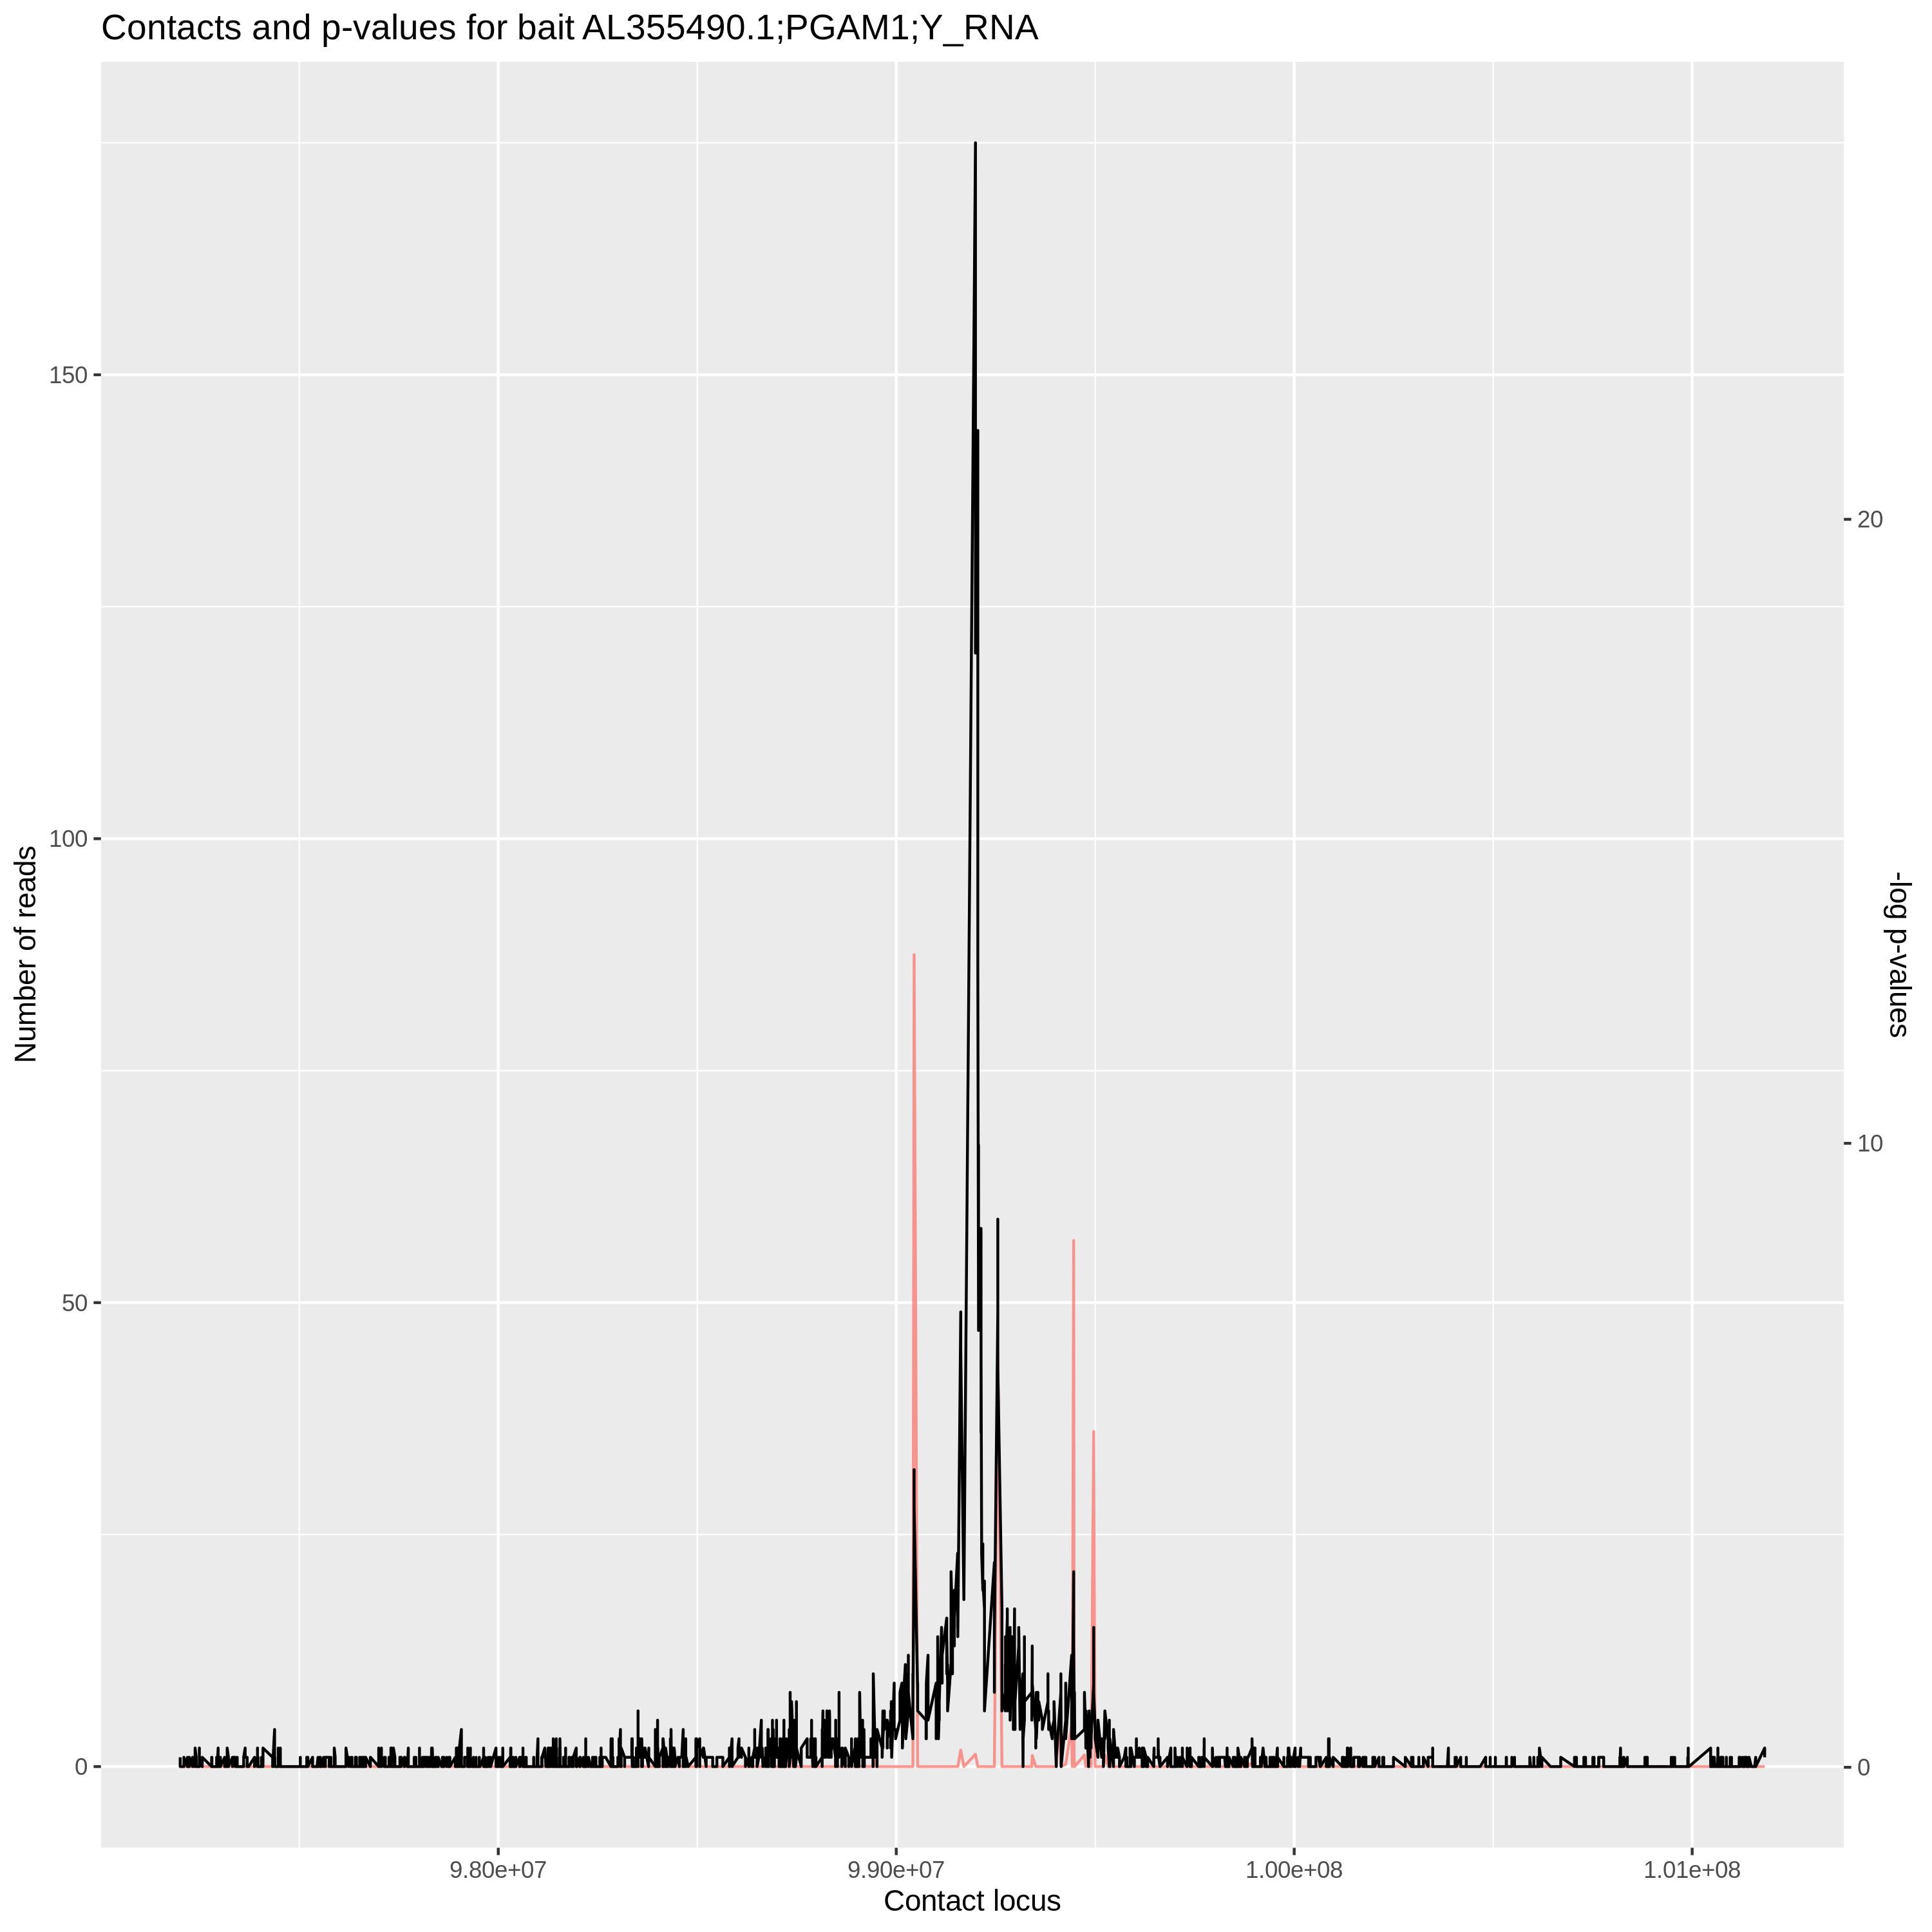 Contacts and p-values for bait AL355490.1;PGAM1;Y_RNA
150
100
50
0
Number of reads
20
10
0
-log p-values
9.80e+07
9.90e+07
1.00e+08
1.01e+08
Contact locus